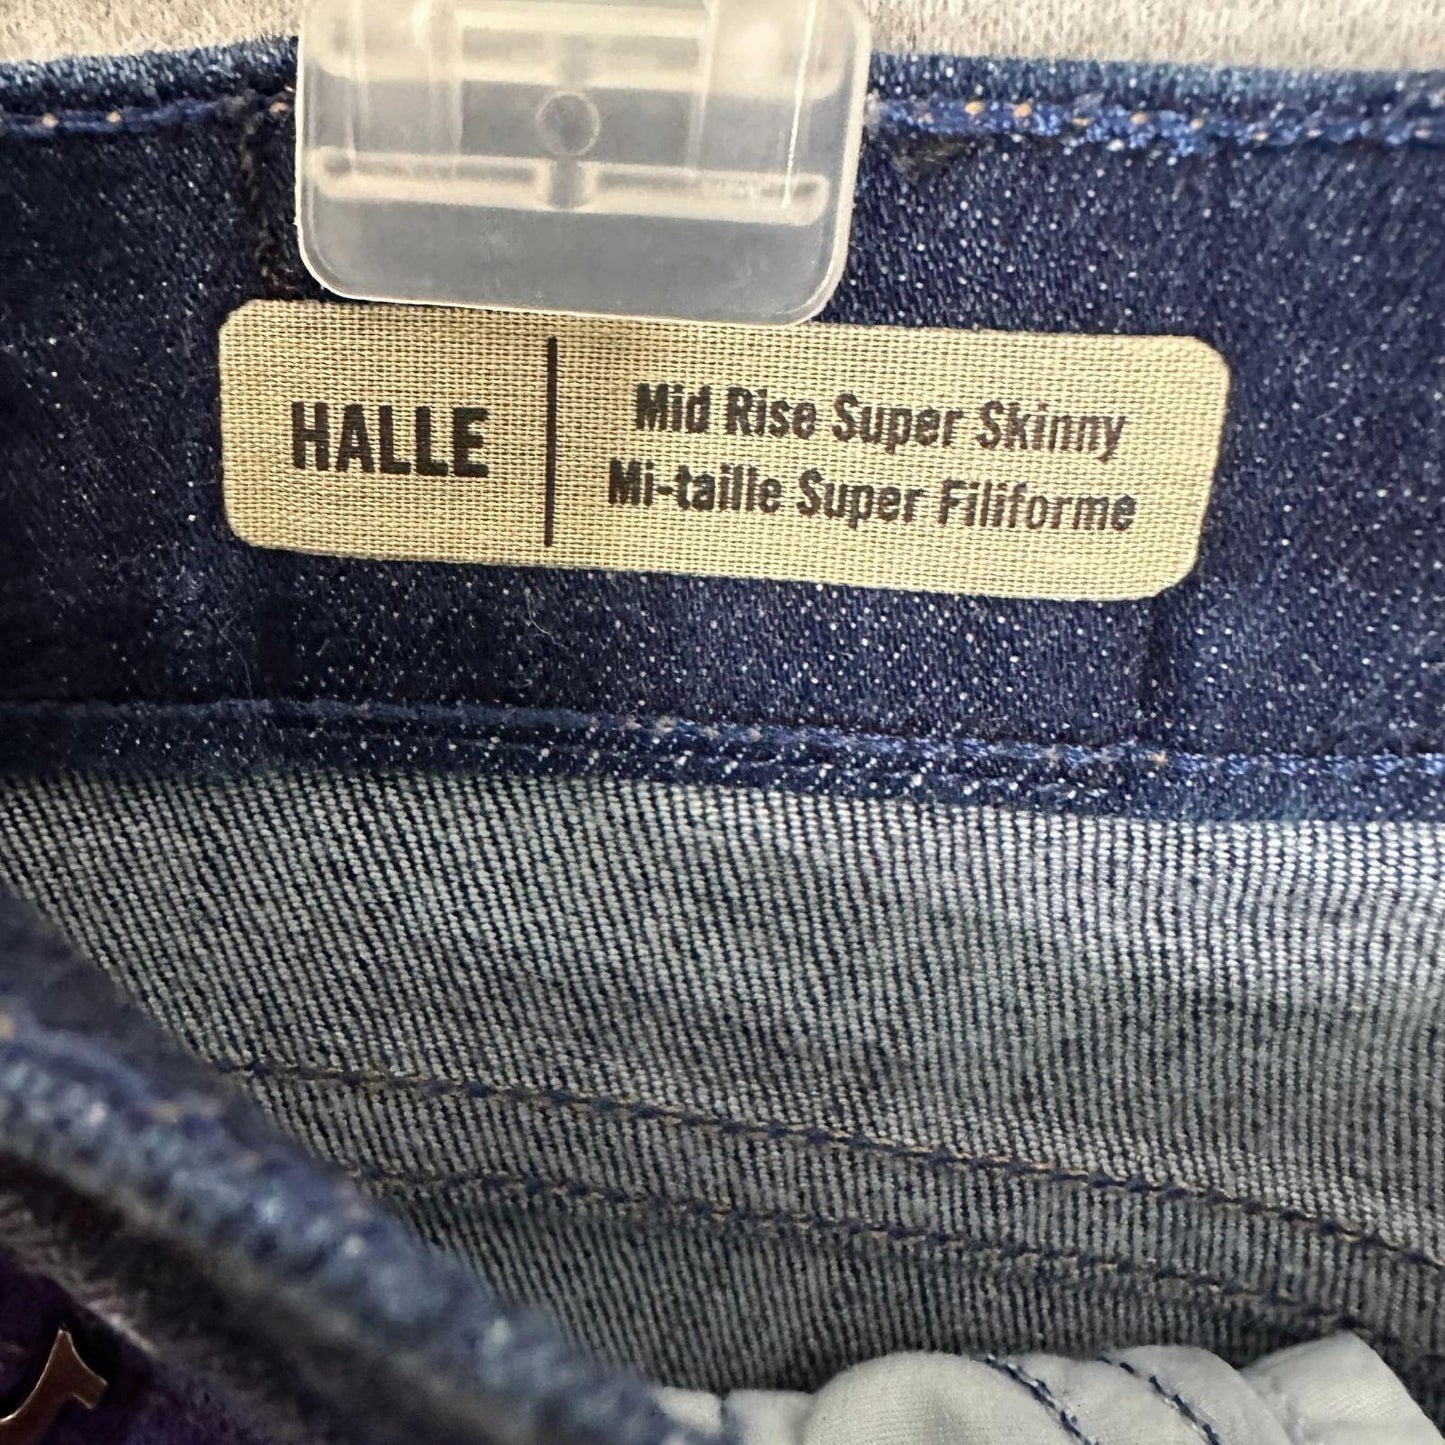 HALLE
Mid Rise Super Skinny
Mi-taille Super Filiforme